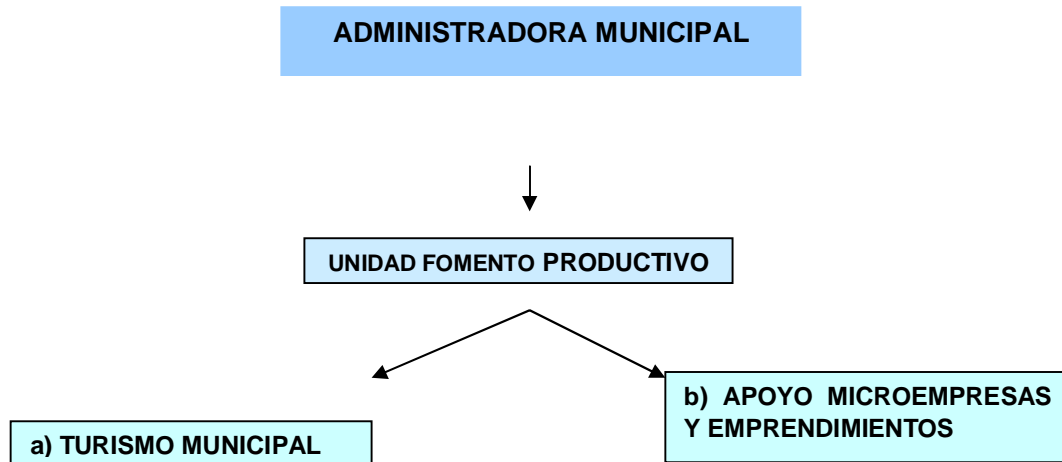 ADMINISTRADORA MUNICIPAL
UNIDAD FOMENTO PRODUCTIVO
a) TURISMO MUNICIPAL
b) APOYO MICROEMPRESAS
Y EMPRENDIMIENTOS